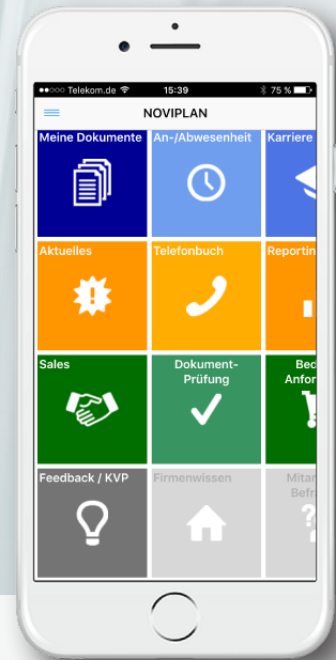 Telekom.de 15:39 75 %
NOVIPLAN
Meine Dokumente An-/Abwesenheit Karriere
Aktuelles Telefonbuch Reportin
Sales Dokument-
Prüfung
Bed
Anfor
Feedback / KVP Firmenwissen Mitar
Befra